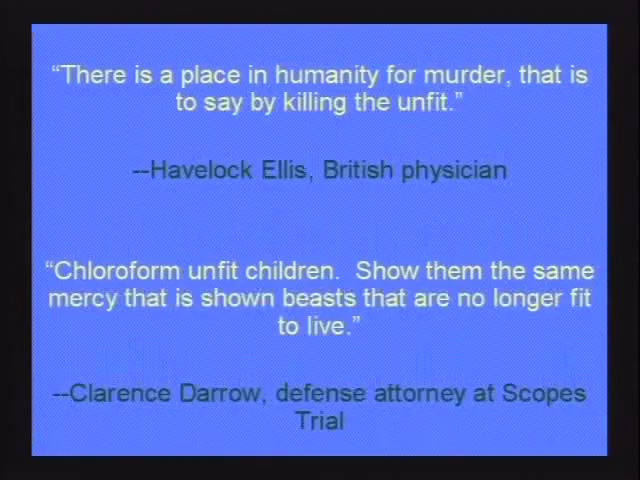 “There is a place in humanity for murder, that is
to say by killing the unfit.”
--Havelock Ellis, British physician
“Chloroform unfit children.  Show them the same
mercy that is shown beasts that are no longer fit
to live.”
--Clarence Darrow, defense attorney at Scopes
Trial